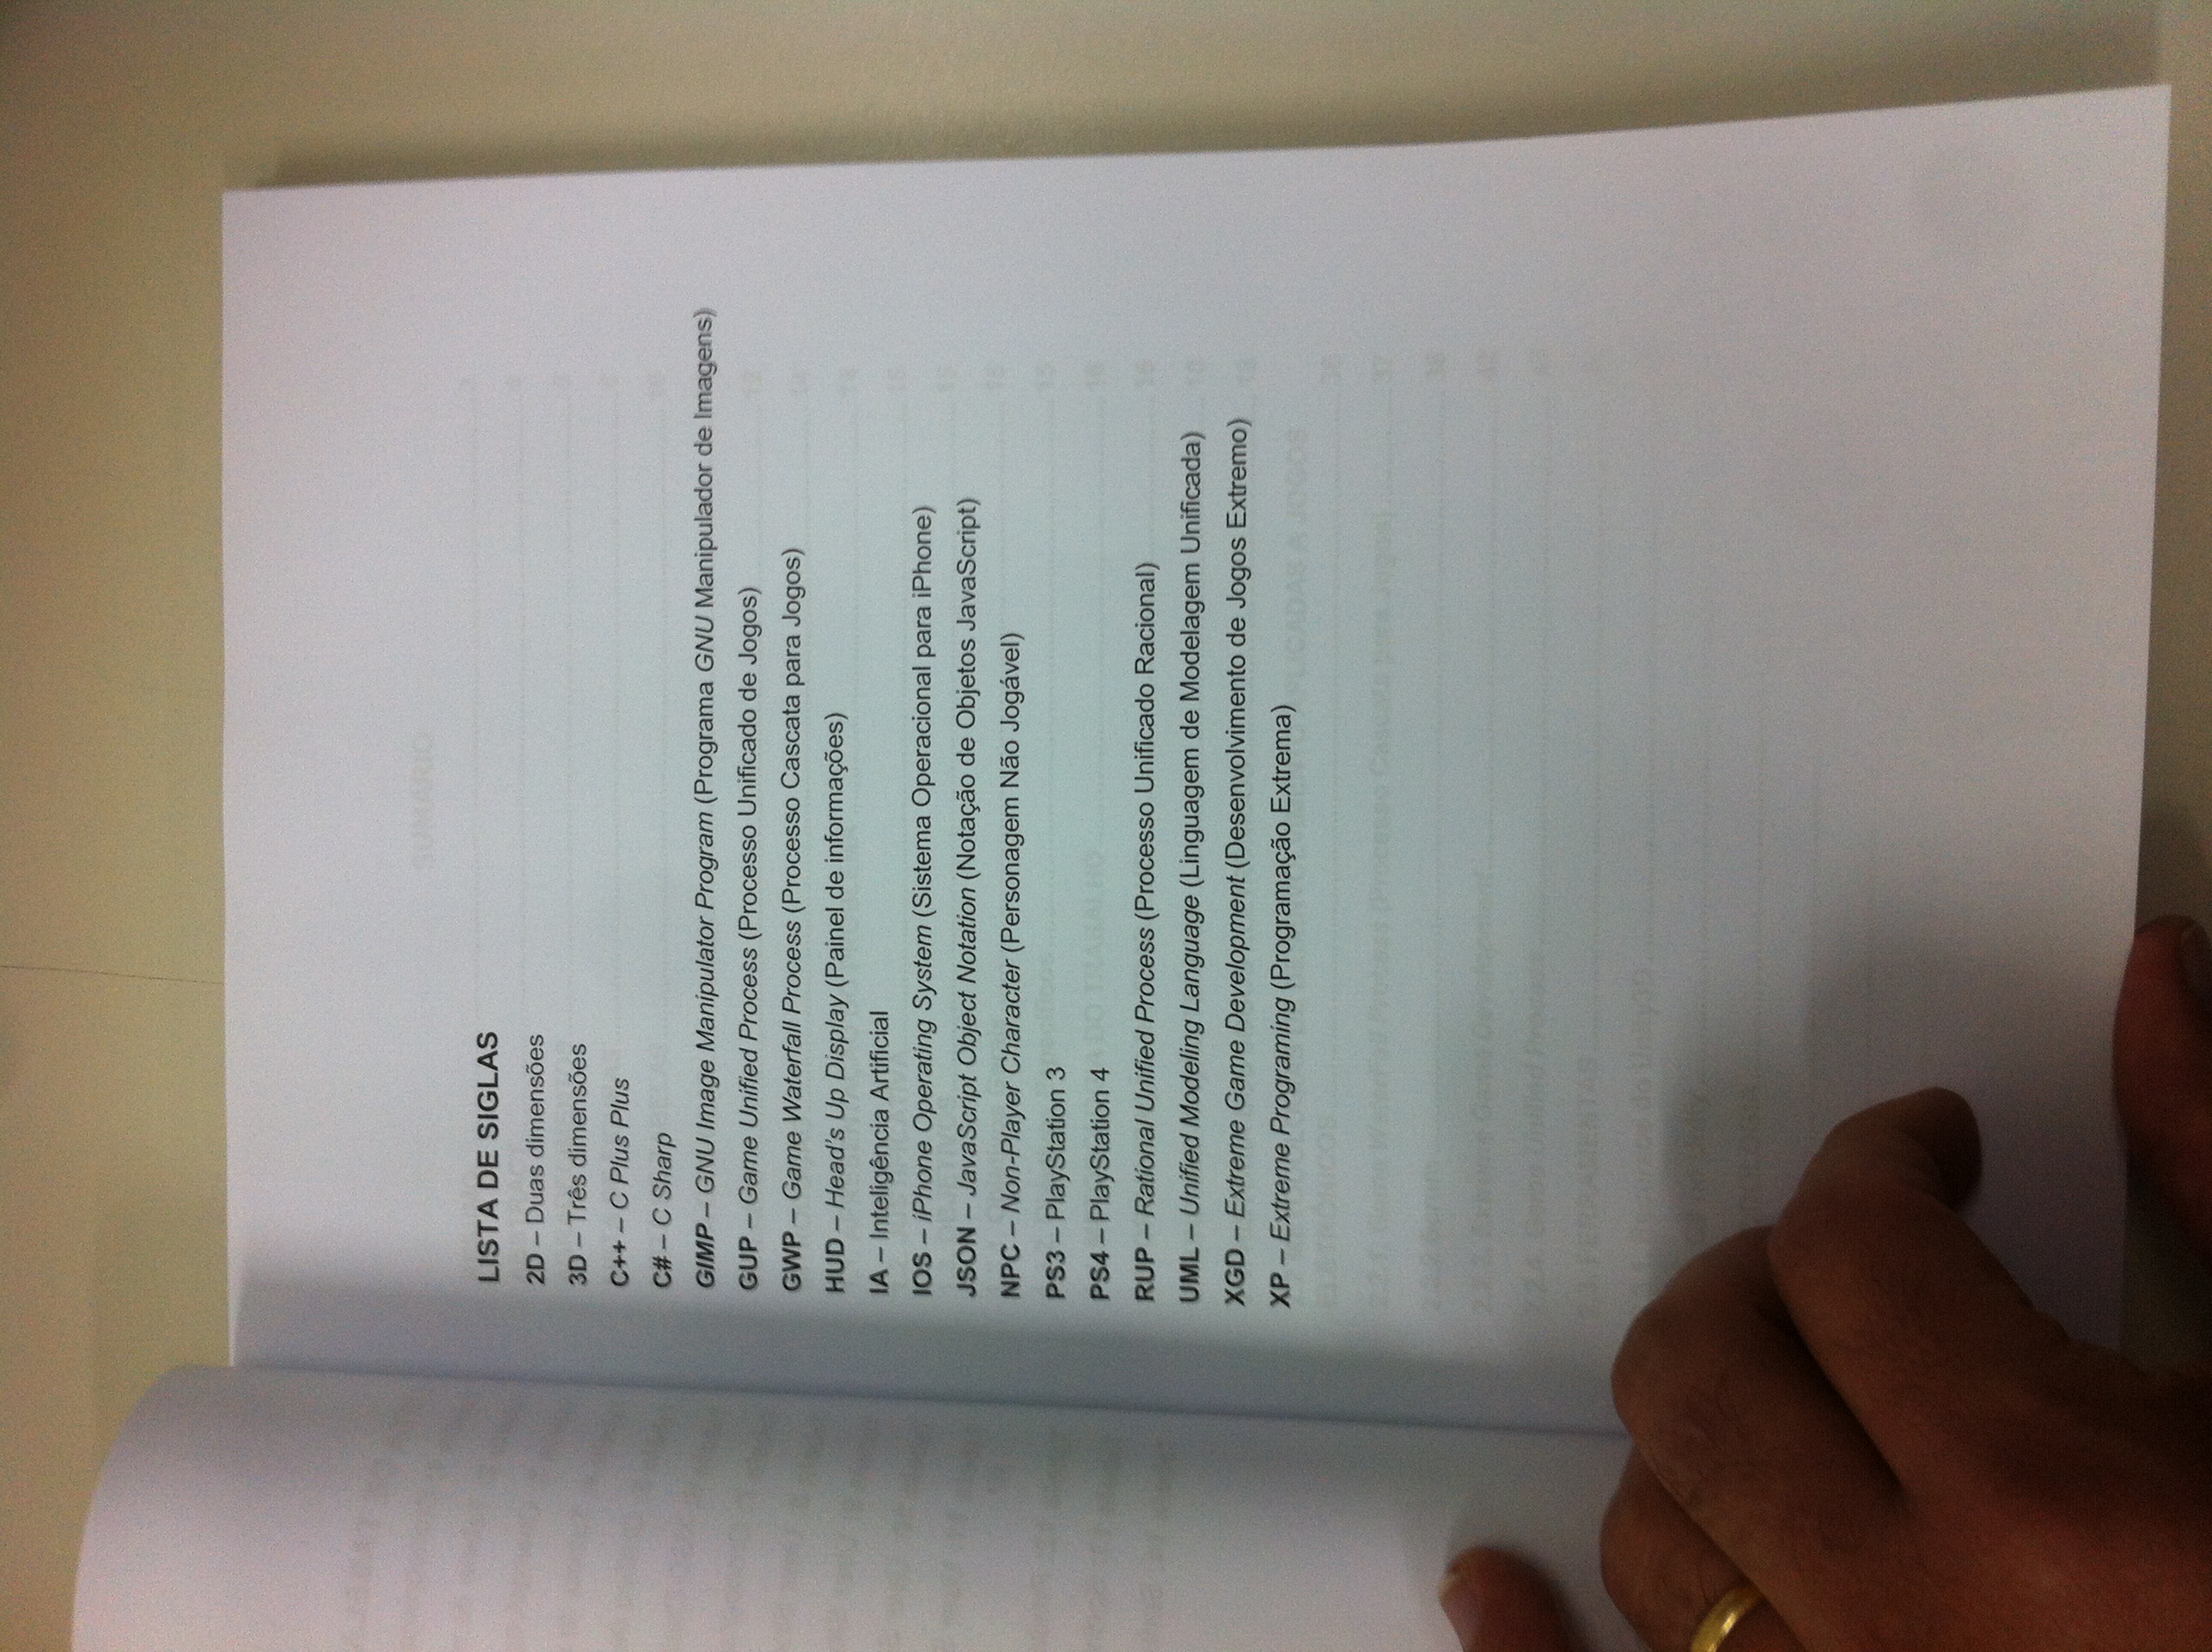 LISTA DE SIGLAS
2D – Duas dimensões
3D – Três dimensões
C++ – C Plus Plus
C# – C Sharp
GIMP – GNU Image Manipulator Program (Programa GNU Manipulador de Imagens)
GUP – Game Unified Process (Processo Unificado de Jogos)
GWP – Game Waterfall Process (Processo Cascata para Jogos)
HUD – Head's Up Display (Painel de informações)
IA – Inteligência Artificial
IOS – iPhone Operating System (Sistema Operacional para iPhone)
JSON – JavaScript Object Notation (Notação de Objetos JavaScript)
NPC – Non-Player Character (Personagem Não Jogável)
PS3 – PlayStation 3
PS4 – PlayStation 4
RUP – Rational Unified Process (Processo Unificado Racional)
UML – Unified Modeling Language (Linguagem de Modelagem Unificada)
XGD – Extreme Game Development (Desenvolvimento de Jogos Extremo)
XP – Extreme Programing (Programação Extrema)